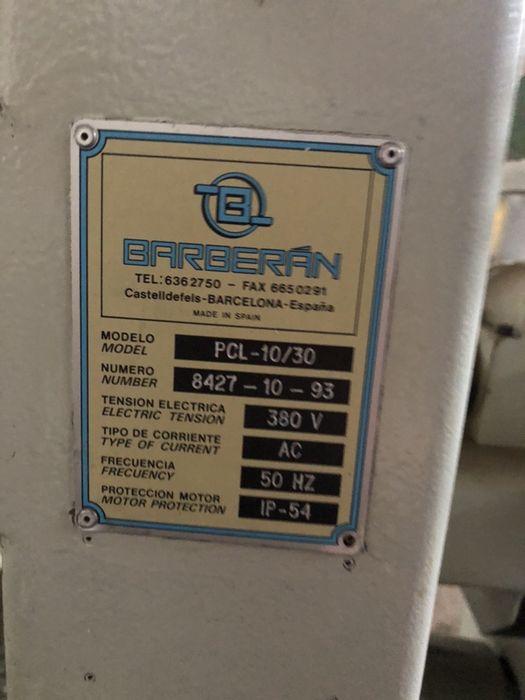 B
BARBERÁN
TEL:6362750 - FAX 6650291
Castelldefels-BARCELONA-España
MADE IN SPAIN
MODELO
MODEL
PCL-10/30
NUMERO
NUMBER
8427-10-93
TENSION ELECTRICA
ELECTRIC TENSION
380 V
TIPO DE CORRIENTE
TYPE OF CURRENT
AC
FRECUENCIA
FRECUENCY
50 HZ
PROTECCION MOTOR
MOTOR PROTECTION
IP-54